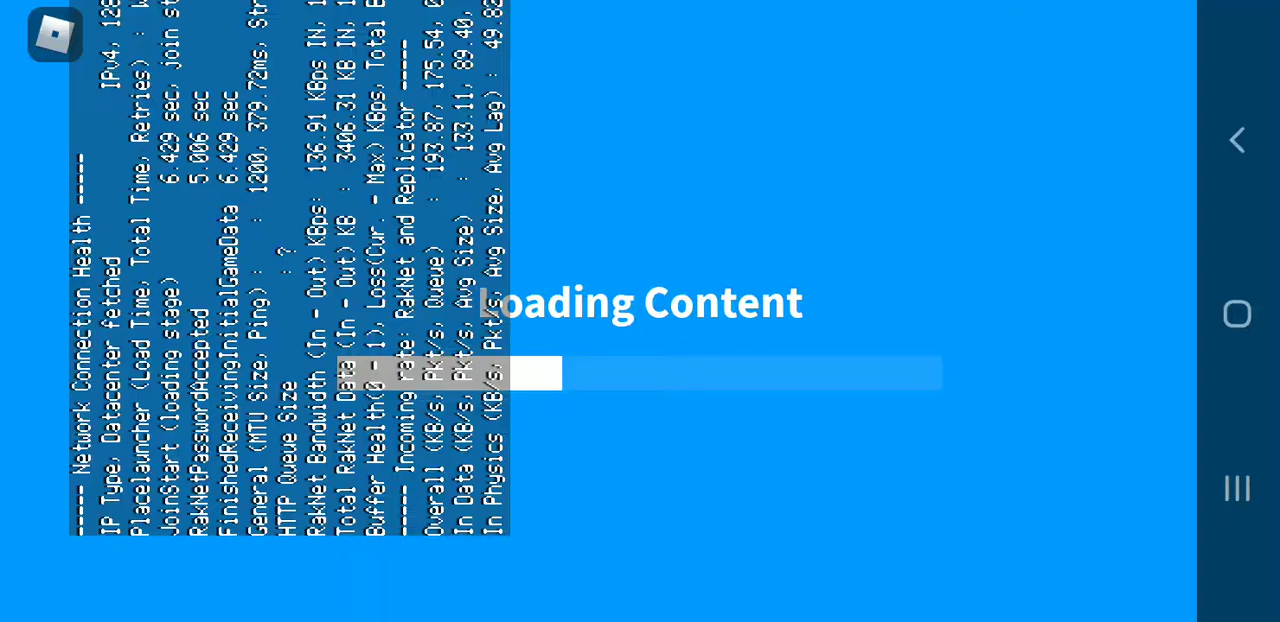 ----- Network Connection Health -----
IP Type, Datacenter fetched IPv4, 128
Placelauncher (Load Time, Total Time, Retries) :
JoinStart (loading stage) 6.429 sec, join st
RakNetPasswordAccepted 5.006 sec
FinishedReceivingInitialGameData 6.429 sec
General (MTU Size, Ping) : 1200, 379.72ms, Str
HTTP Queue Size : ?
RakNet Bandwidth (In - Out) KBps: 136.91 KBps IN, 1
Total RakNet Data (In - Out) KB : 3406.31 KB IN, 1
Buffer Health(0 - 1), Loss(Cur. - Max) KBps, Total B
----- Incoming rate: RakNet and Replicator -----
Overall (KB/s, Pkt/s, Queue) : 193.87, 175.54, 0
In Data (KB/s, Pkt/s, Avg Size) : 133.11, 89.40,
In Physics (KB/s, Pkt/s, Avg Size, Avg Lag) : 49.82
Loading Content